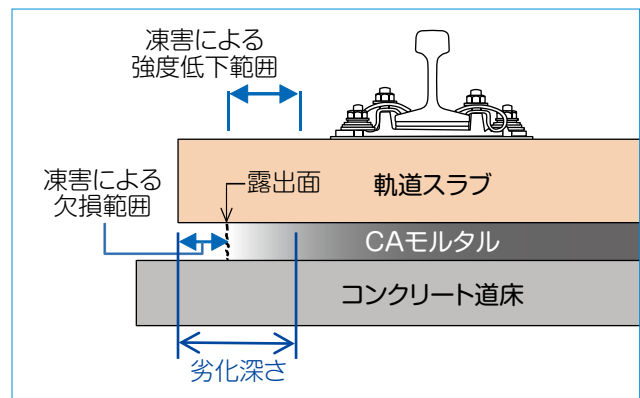 凍害による
強度低下範囲
凍害による
欠損範囲
露出面
軌道スラブ
CAモルタル
コンクリート道床
劣化深さ